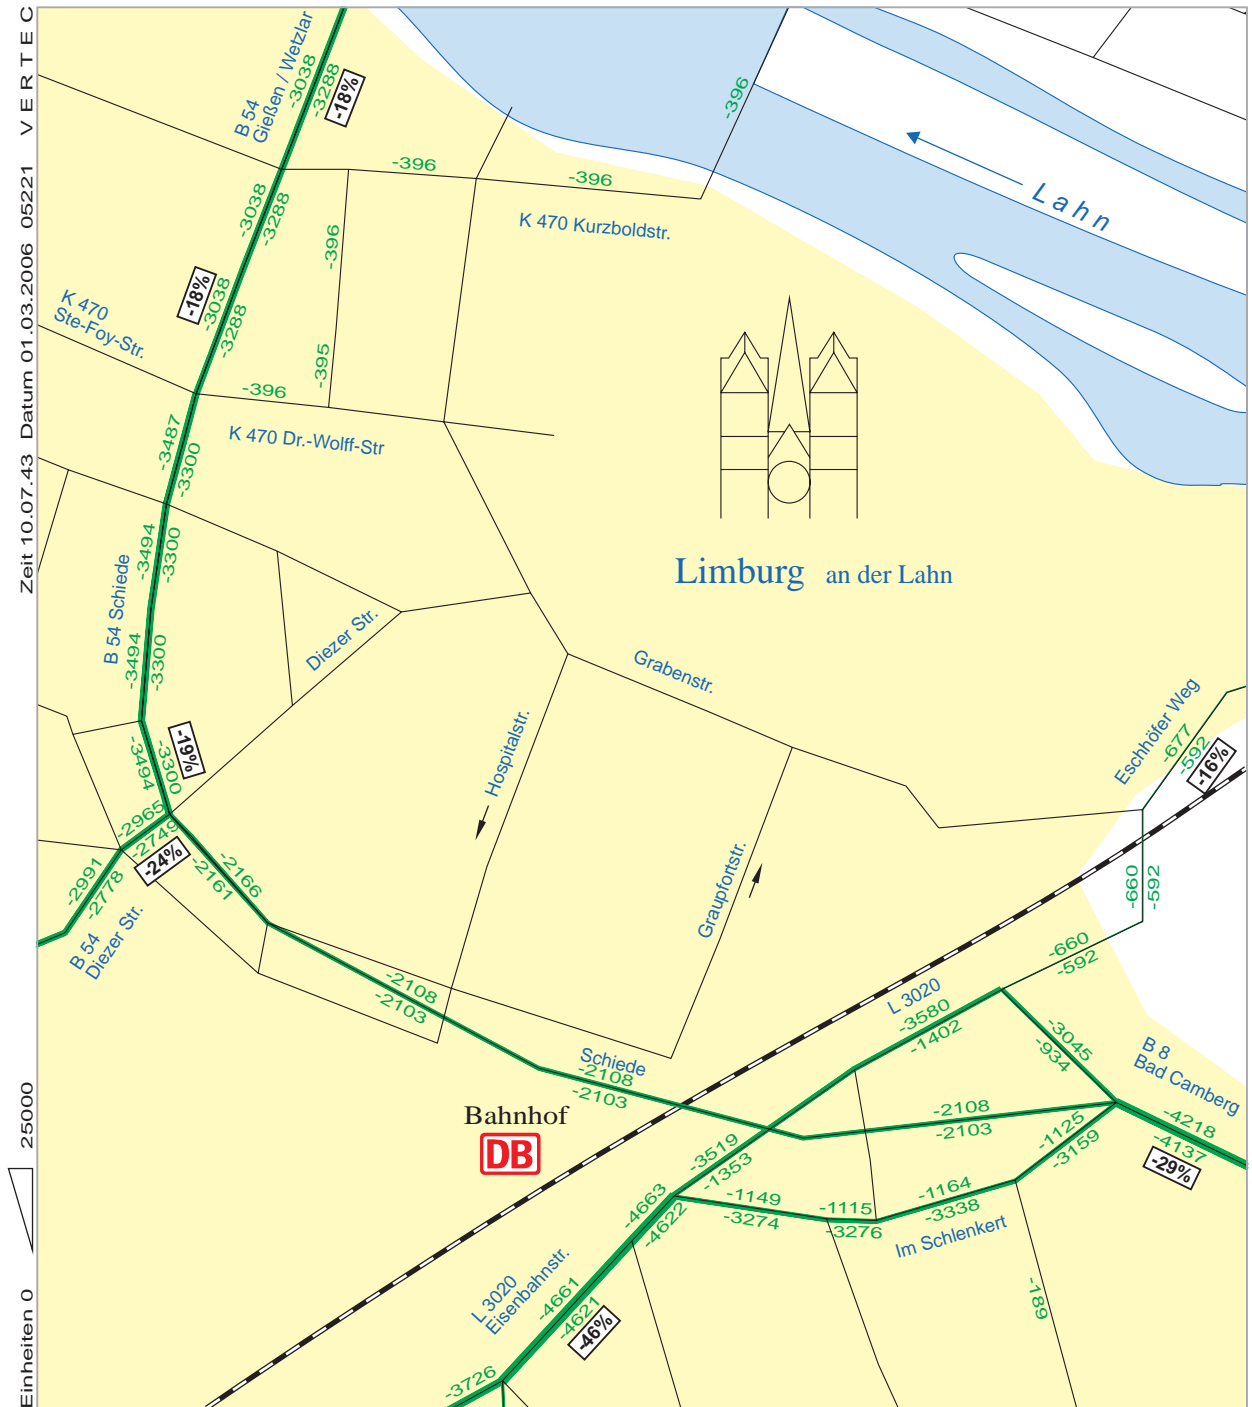 Zeit 10.07.43 Datum 01.03.2006 05221 VERTEC
Einheiten 0 25000
B 54
Gießen / Wetzlar
-3038
-3288
-18%
-396
-396
-396
K 470 Kurzboldstr.
Lahn
-3038
-3288
-396
-18%
-3038
-3288
K 470
Ste-Foy-Str.
-395
-396
K 470 Dr.-Wolff-Str
-3487
-3300
-3494
-3300
B 54 Schiede
-3494
-3300
Limburg an der Lahn
Diezer Str.
Grabenstr.
Hospitalstr.
Eschhöfer Weg
-677
-592
-16%
-3300
-3494
-19%
-2965
-2749
-24%
-2991
-2778
-2166
-2161
B 54
Diezer Str.
Graupfortstr.
-660
-592
-660
-592
-2108
-2103
L 3020
-3580
-1402
-3045
-934
B 8
Bad Camberg
Schiede
-2108
-2103
Bahnhof
DB
-2108
-2103
-4218
-4137
-29%
-1125
-3159
-3519
-1353
-4663
-4622
-1149
-3274
-1115
-3276
-1164
-3338
Im Schlenkert
-189
L 3020
Eisenbahnstr.
-4661
-4621
-46%
-3726